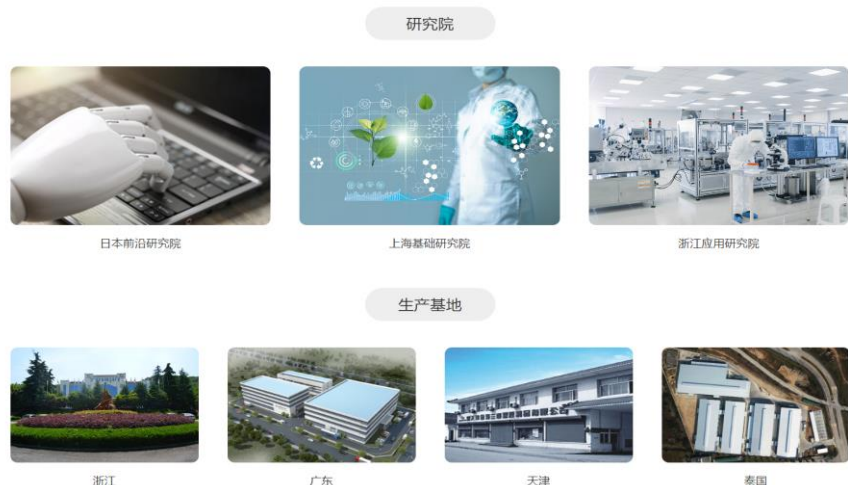 研究院
日本前沿研究院
上海基础研究院
浙江应用研究院
生产基地
浙江
广东
天津
泰国